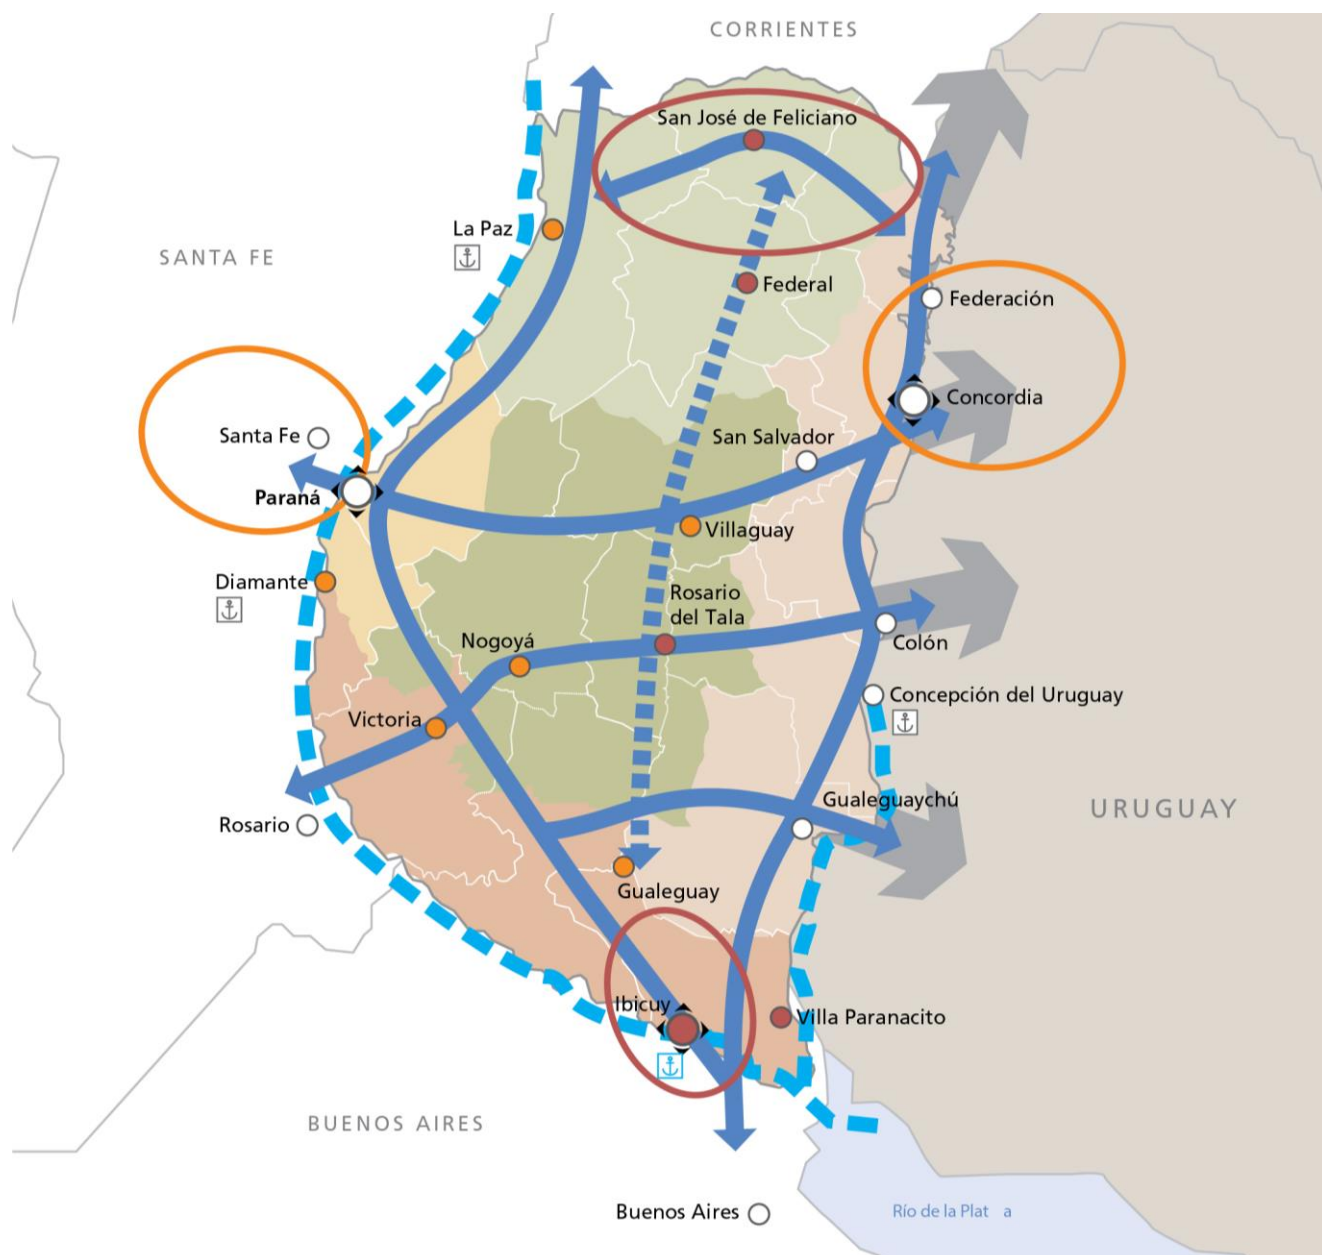 CORRIENTES
San José de Feliciano
La Paz
SANTA FE
Federal
Federación
Concordia
Santa Fe
San Salvador
Paraná
Villaguay
Diamante
Rosario
del Tala
Nogoyá
Colón
Concepción del Uruguay
Victoria
Gualeguaychú
URUGUAY
Rosario
Gualeguay
Ibicuy
Villa Paranacito
BUENOS AIRES
Buenos Aires
Río de la Plat a